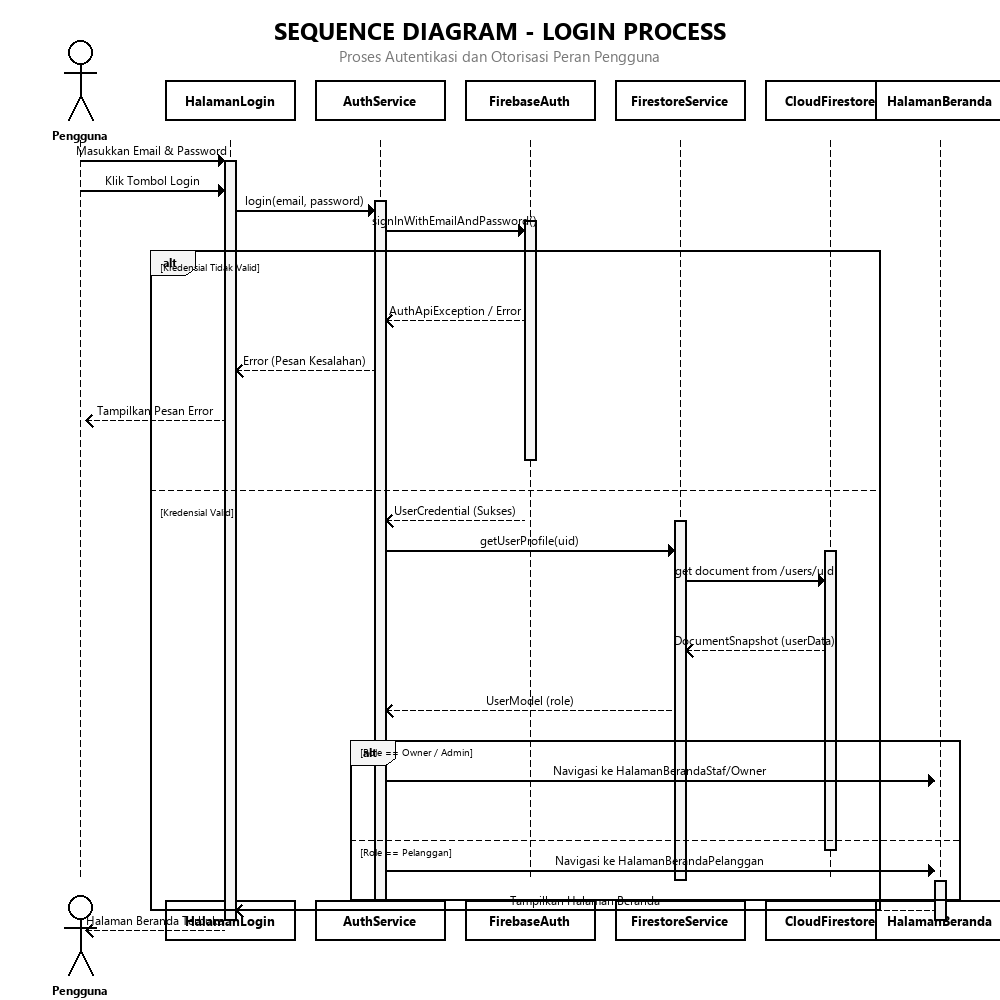 SEQUENCE DIAGRAM - LOGIN PROCESS
Proses Autentikasi dan Otorisasi Peran Pengguna
HalamanLogin
AuthService
FirebaseAuth
FirestoreService
CloudFirestore
HalamanBeranda
Pengguna
Masukkan Email & Password
Klik Tombol Login
login(email, password)
signInWithEmailAndPassword()
alt
[Kredensial Tidak Valid]
AuthApiException / Error
Error (Pesan Kesalahan)
Tampilkan Pesan Error
[Kredensial Valid]
UserCredential (Sukses)
getUserProfile(uid)
get document from /users/uid
DocumentSnapshot (userData)
UserModel (role)
alt
[Role == Owner / Admin]
Navigasi ke HalamanBerandaStaf/Owner
[Role == Pelanggan]
Navigasi ke HalamanBerandaPelanggan
Tampilkan Halaman Beranda
Halaman Beranda
HalamanLogin
AuthService
FirebaseAuth
FirestoreService
CloudFirestore
HalamanBeranda
Pengguna